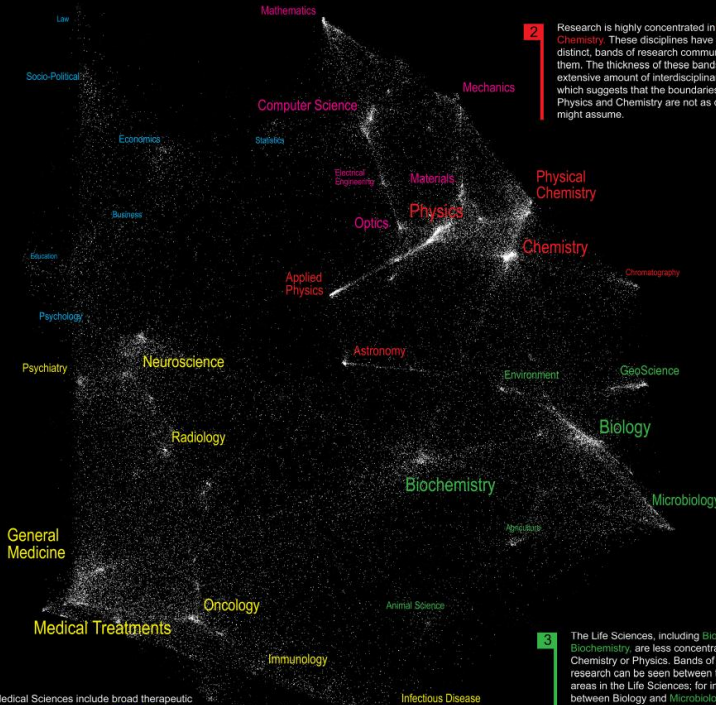 Law
Mathematics
2
Research is highly concentrated in
Chemistry. These disciplines have
distinct, bands of research commu
them. The thickness of these bands
extensive amount of interdisciplinar
which suggests that the boundaries
Physics and Chemistry are not as
might assume.
Socio-Political
Mechanics
Computer Science
Economics
Statistics
Electrical
Engineering
Materials
Physical
Chemistry
Business
Physics
Optics
Chemistry
Education
Applied
Physics
Chromatography
Psychology
Astronomy
Neuroscience
Psychiatry
Environment
GeoScience
Biology
Radiology
Biochemistry
Microbiology
Agriculture
General
Medicine
Oncology
Animal Science
Medical Treatments
Immunology
3
The Life Sciences, including Bio
Biochemistry, are less concentra
Chemistry or Physics. Bands of
research can be seen between
areas in the Life Sciences; for in
between Biology and Microbiolo
Medical Sciences include broad therapeutic
Infectious Disease